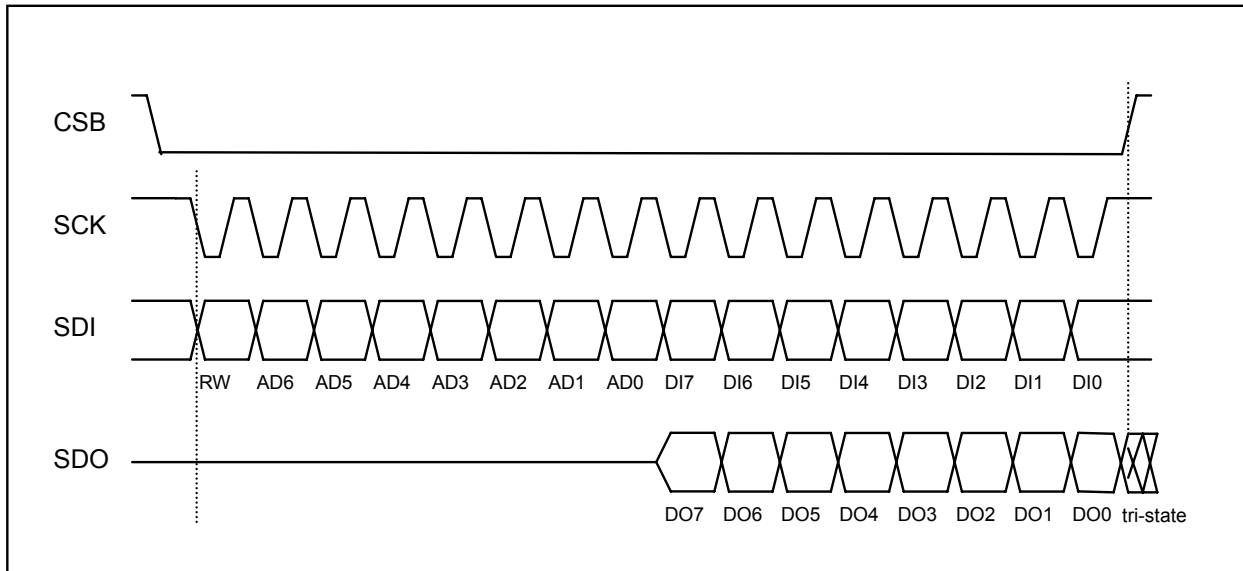 CSB
SCK
SDI
RW AD6 AD5 AD4 AD3 AD2 AD1 AD0 DI7 DI6 DI5 DI4 DI3 DI2 DI1 DI0
SDO
DO7 DO6 DO5 DO4 DO3 DO2 DO1 DO0 tri-state